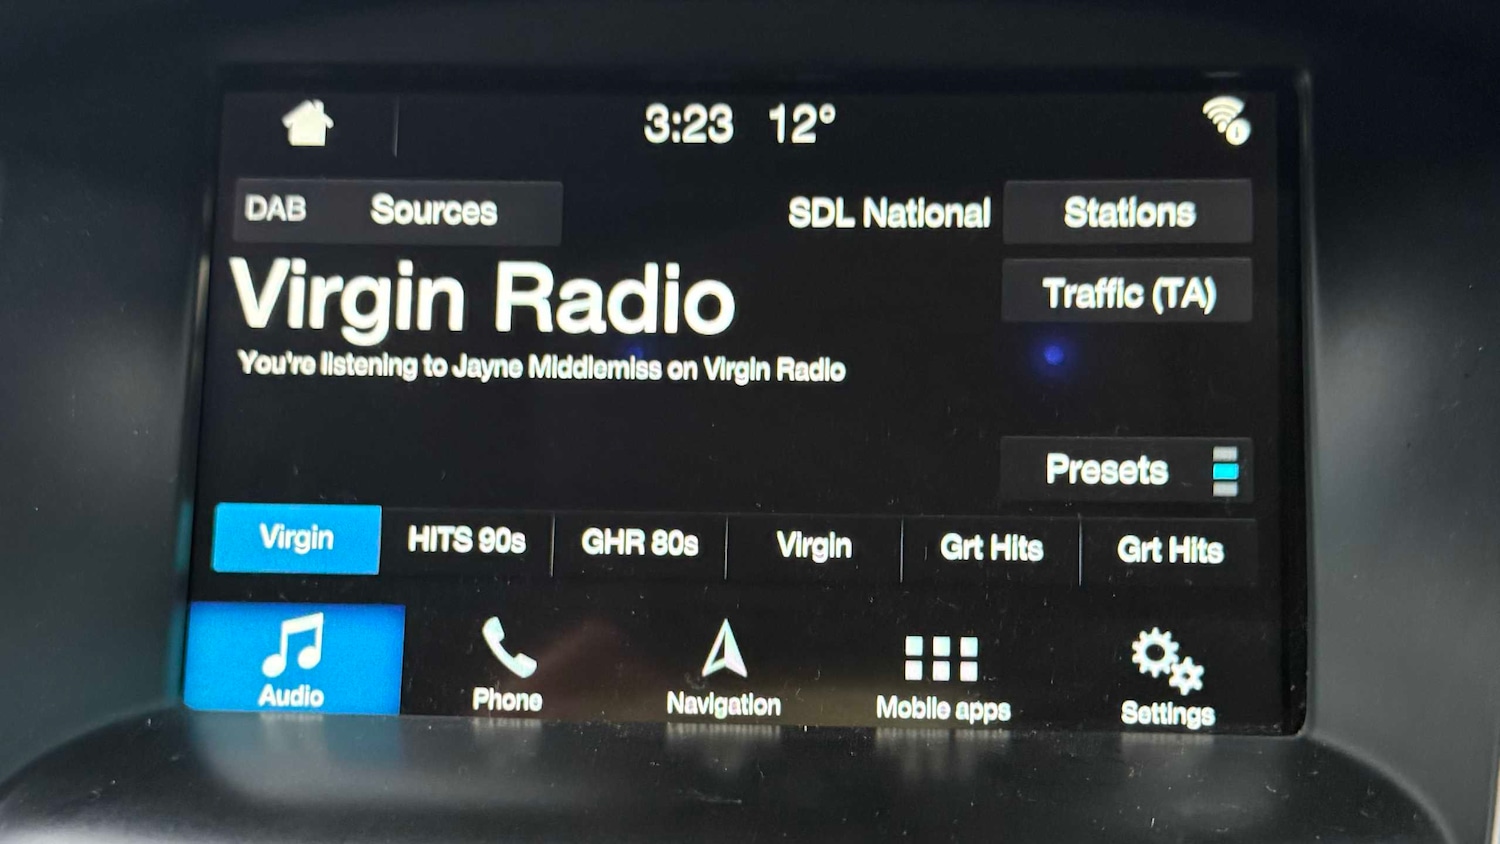 3:23 12°
DAB Sources SDL National Stations
Virgin Radio Traffic (TA)
You're listening to Jayne Middlemiss on Virgin Radio
Presets
Virgin HITS 90s GHR 80s Virgin Grt Hits Grt Hits
Audio Phone Navigation Mobile apps Settings